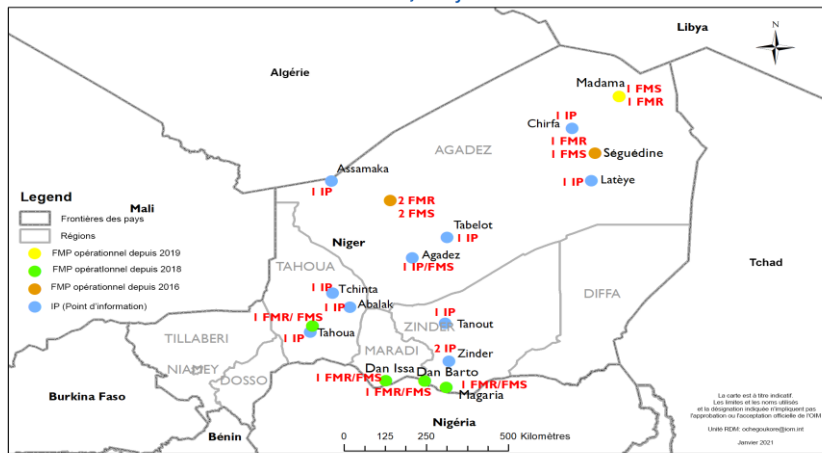 Libya
Algérie
Madama
1 FMS
1 FMR
1 IP
Chirfa
AGADEZ
1 FMR
1 FMS
Séguédine
Assamaka
1 IP
Latèye
1 IP
Legend
Mali
2 FMR
2 FMS
Frontières des pays
Régions
Tabelot
1 IP
Niger
Agadez
1 IP/FMS
Tchad
FMP opérationnel depuis 2019
FMP opérationnel depuis 2018
FMP opérationnel depuis 2016
IP (Point d'information)
TAHOUA
Tchinta
1 IP
Abalak
1 IP
DIFFA
1 FMR/ FMS
Tahoua
1 IP
1 IP
Tanout
ZINDER
TILLABERI
2 IP
Zinder
MARADI
NIAMEY
DOSSO
Dan Issa
Dan Barto
1 FMR/FMS
1 FMR/FMS
1 FMR/FMS
Magaria
Burkina Faso
Bénin
Nigéria
0 125 250 500 Kilomètres
La carte est à titre indicatif.
Les limites et les noms utilisés
et la désignation indiquée n'impliquent pas
l'approbation ou l'acceptation officielle de l'OIM
Unité RDM: ochegoukore@iom.int
Janvier 2021